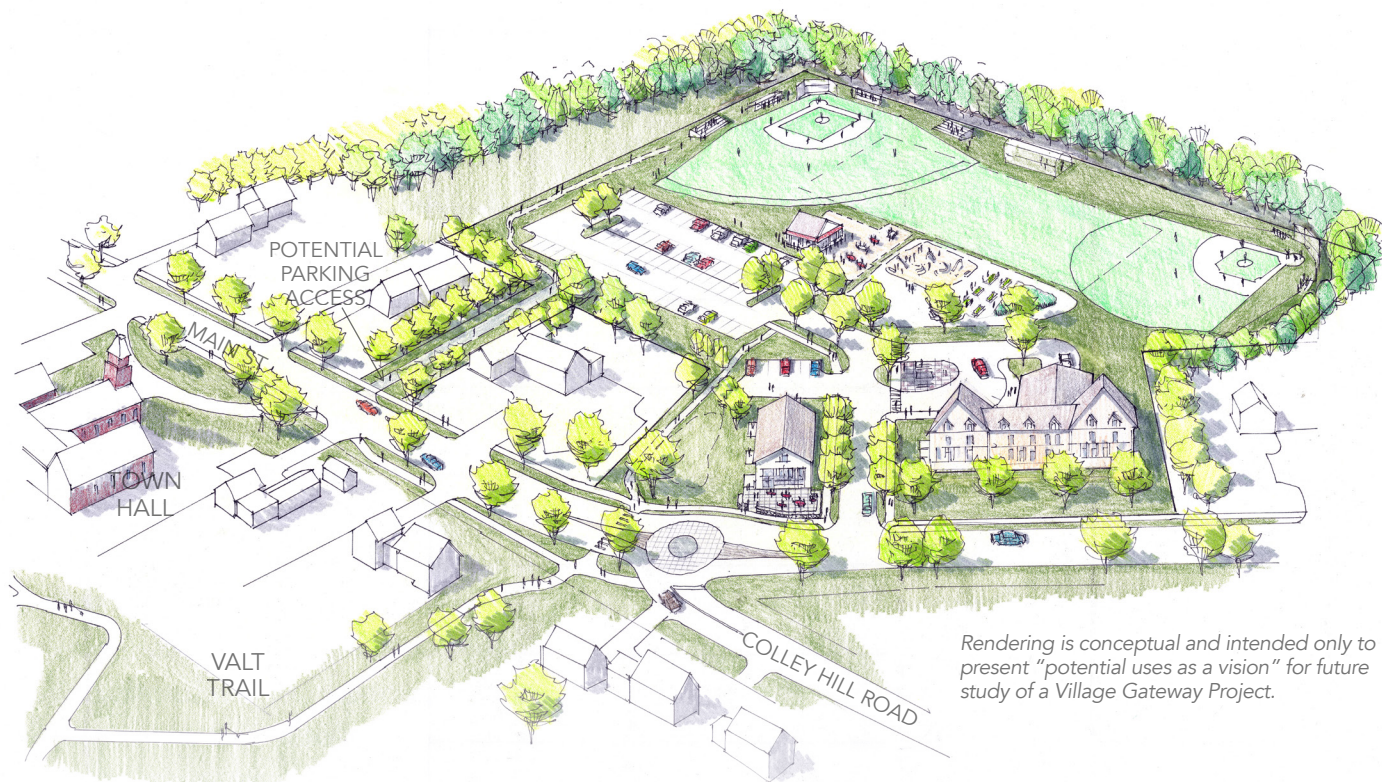 POTENTIAL
PARKING
ACCESS
MAIN ST.
TOWN
HALL
VALT
TRAIL
COLLEY HILL ROAD
Rendering is conceptual and intended only to
present “potential uses as a vision” for future
study of a Village Gateway Project.